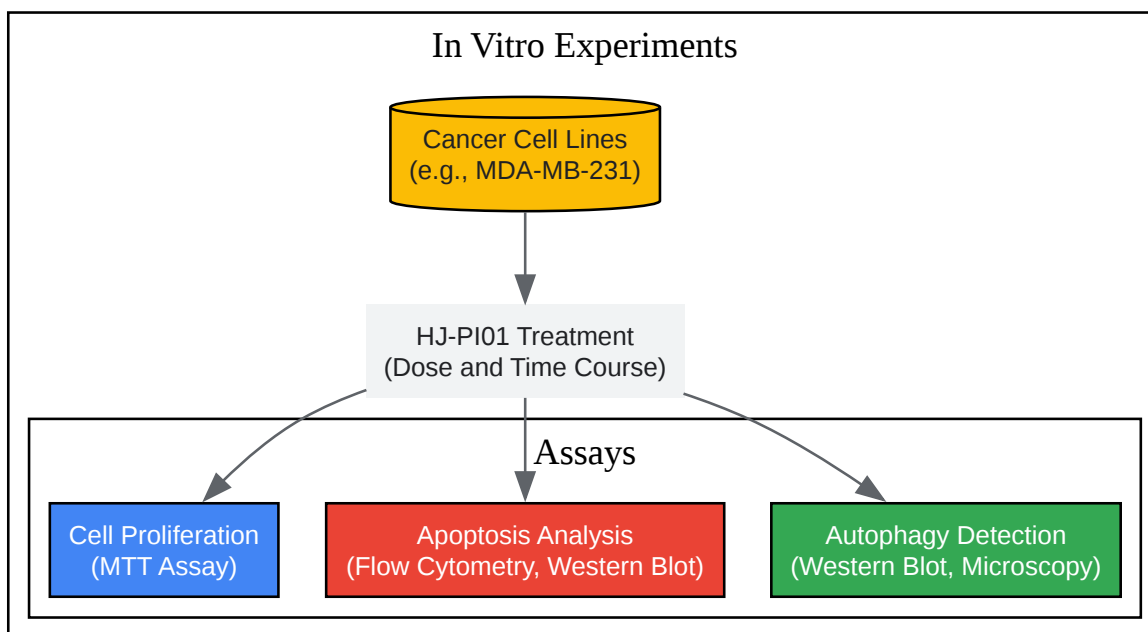 In Vitro Experiments
Cancer Cell Lines
(e.g., MDA-MB-231)
HJ-PI01 Treatment
(Dose and Time Course)
Assays
Cell Proliferation
(MTT Assay)
Apoptosis Analysis
(Flow Cytometry, Western Blot)
Autophagy Detection
(Western Blot, Microscopy)